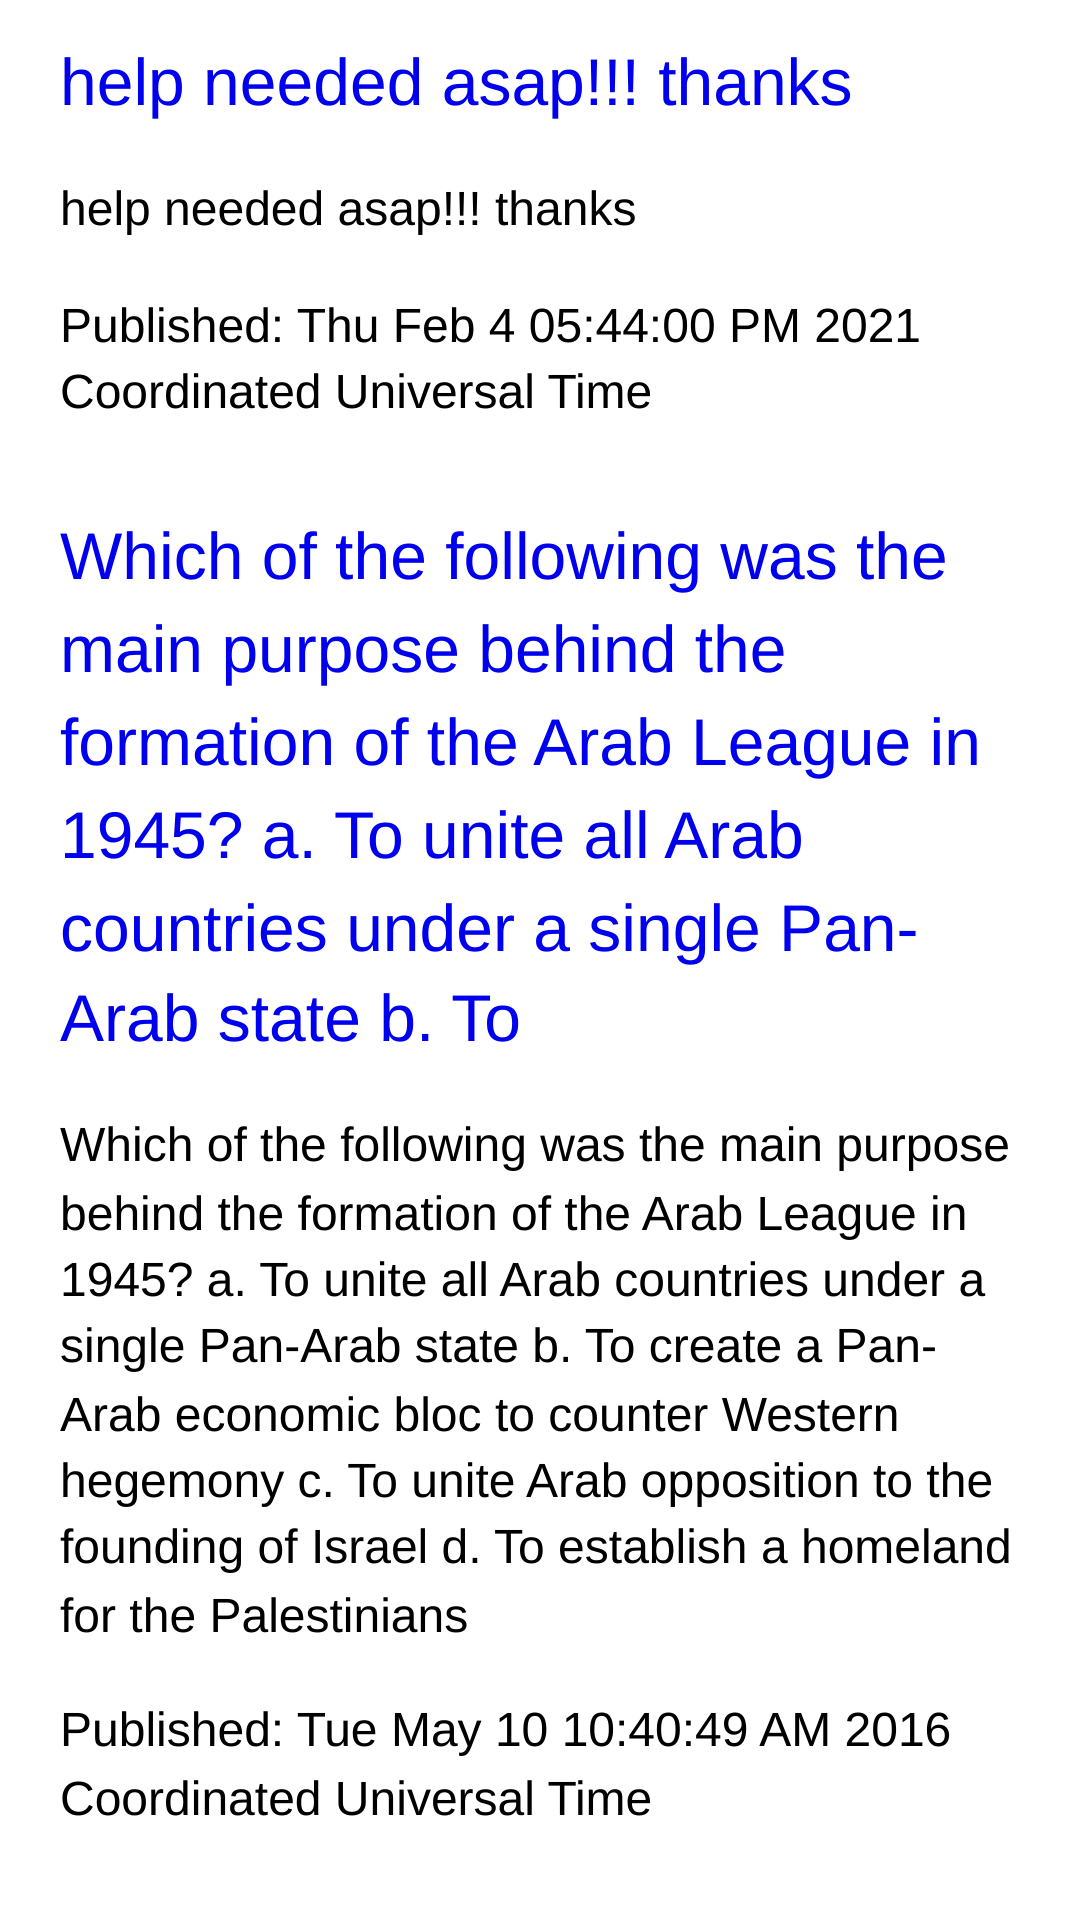 help needed asap!!! thanks
help needed asap!!! thanks
Published: Thu Feb 4 05:44:00 PM 2021
Coordinated Universal Time
Which of the following was the
main purpose behind the
formation of the Arab League in
1945? a. To unite all Arab
countries under a single Pan-
Arab state b. To
Which of the following was the main purpose
behind the formation of the Arab League in
1945? a. To unite all Arab countries under a
single Pan-Arab state b. To create a Pan-
Arab economic bloc to counter Western
hegemony c. To unite Arab opposition to the
founding of Israel d. To establish a homeland
for the Palestinians
Published: Tue May 10 10:40:49 AM 2016
Coordinated Universal Time